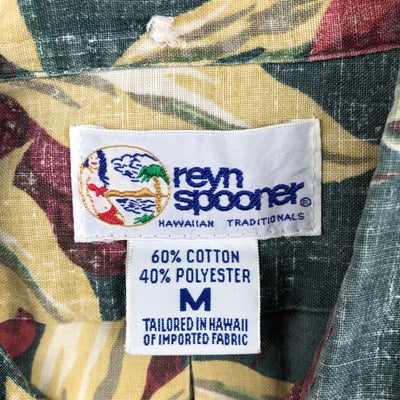 reyn
spooner®
HAWAIIAN TRADITIONALS
60% COTTON
40% POLYESTER
M
TAILORED IN HAWAII
OF IMPORTED FABRIC